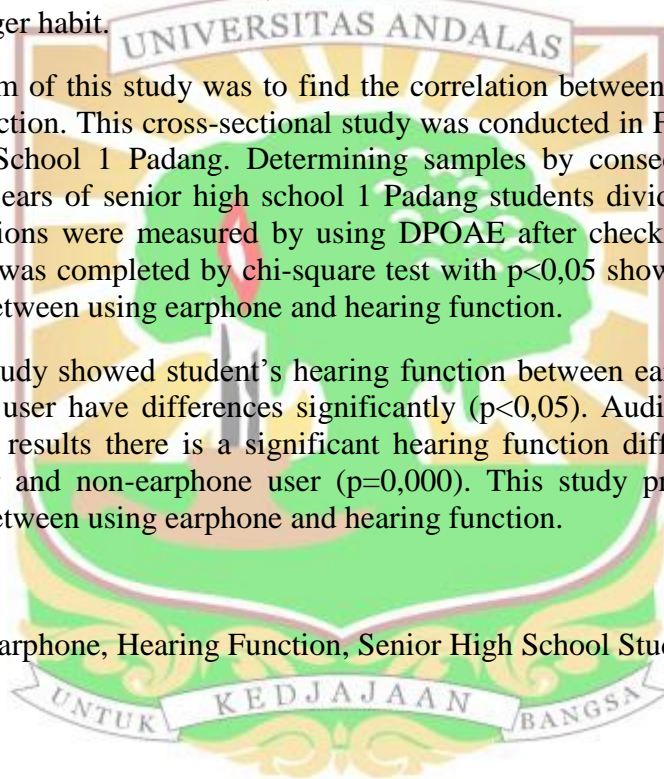 ger habit.
UNIVERSITAS ANDALAS
m of this study was to find the correlation between
ction. This cross-sectional study was conducted in F
School 1 Padang. Determining samples by consec
ears of senior high school 1 Padang students divid
ions were measured by using DPOAE after check
was completed by chi-square test with p<0,05 show
etween using earphone and hearing function.
udy showed student's hearing function between ear
user have differences significantly (p<0,05). Audi
results there is a significant hearing function diff
and non-earphone user (p=0,000). This study pr
etween using earphone and hearing function.
arphone, Hearing Function, Senior High School Stu
UNTUK KEDJAJAAN BANGSA